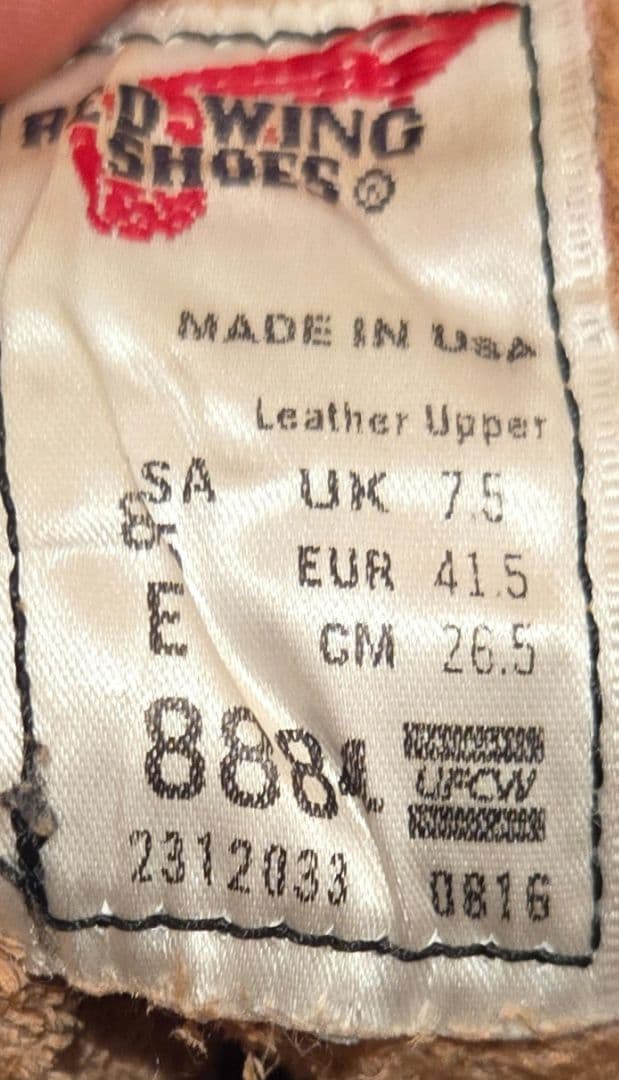 RED WING
SHOES®
MADE IN USA
Leather Upper
SA UK 7.5
EUR 41.5
E CM 26.5
UFCW
2312033 0816